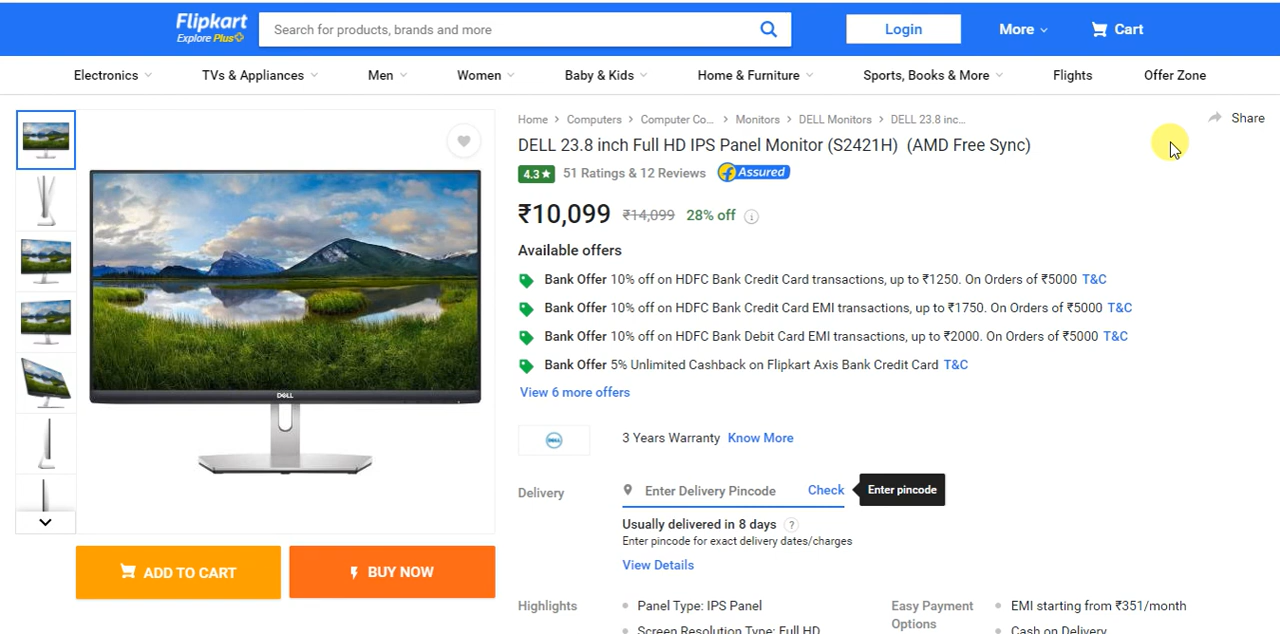 Flipkart
Explore Plus
Search for products, brands and more
Login
More
Cart
Electronics
TVs & Appliances
Men
Women
Baby & Kids
Home & Furniture
Sports, Books & More
Flights
Offer Zone
Home > Computers > Computer Co... > Monitors > DELL Monitors > DELL 23.8 inc...
Share
DELL 23.8 inch Full HD IPS Panel Monitor (S2421H) (AMD Free Sync)
4.3★ 51 Ratings & 12 Reviews Assured
₹10,099 ₹14,099 28% off
Available offers
Bank Offer 10% off on HDFC Bank Credit Card transactions, up to ₹1250. On Orders of ₹5000 T&C
Bank Offer 10% off on HDFC Bank Credit Card EMI transactions, up to ₹1750. On Orders of ₹5000 T&C
Bank Offer 10% off on HDFC Bank Debit Card EMI transactions, up to ₹2000. On Orders of ₹5000 T&C
Bank Offer 5% Unlimited Cashback on Flipkart Axis Bank Credit Card T&C
View 6 more offers
DELL
DELL
3 Years Warranty Know More
Delivery
Enter Delivery Pincode
Check
Enter pincode
Usually delivered in 8 days ?
Enter pincode for exact delivery dates/charges
View Details
ADD TO CART
BUY NOW
Highlights
Panel Type: IPS Panel
Screen Resolution Type: Full HD
Easy Payment
Options
EMI starting from ₹351/month
Cash on Delivery